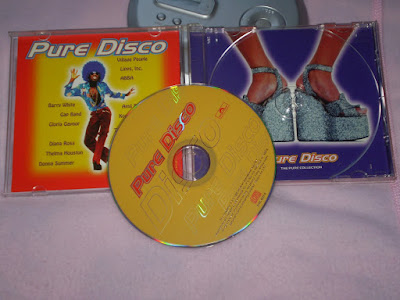 Pure Disco
Village People
Lipps, Inc.
ABBA
Barry White
Gap Band
Gloria Gaynor
Diana Ross
Thelma Houston
Donna Summer
Pure Disco
DISCO
Pure Disco
THE PURE COLLECTION